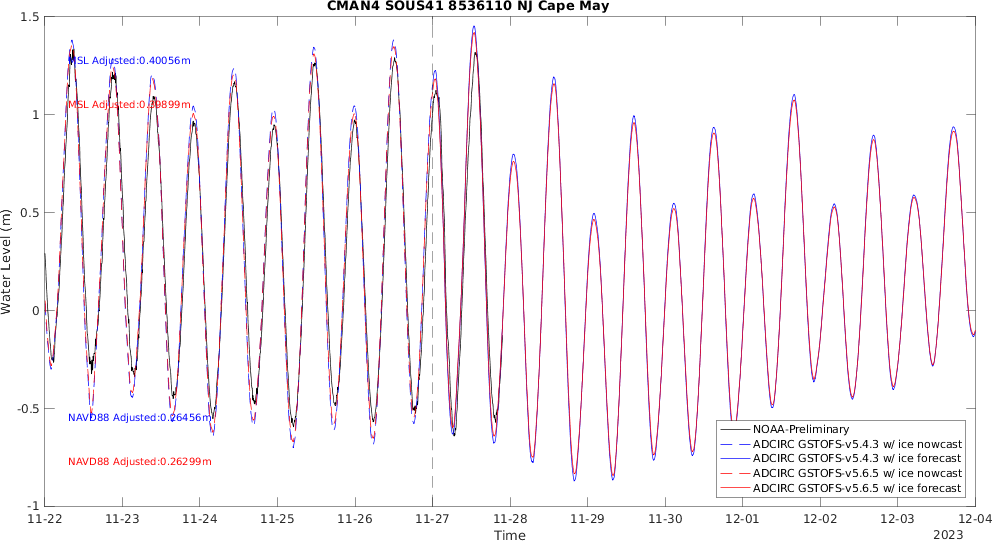 CMAN4 SOUS41 8536110 NJ Cape May
1.5
1
0.5
0
-0.5
-1
Water Level (m)
MSL Adjusted:0.40056m
MSL Adjusted:0.39899m
NAVD88 Adjusted:0.26456m
NAVD88 Adjusted:0.26299m
NOAA-Preliminary
ADCIRC GSTOFS-v5.4.3 w/ ice nowcast
ADCIRC GSTOFS-v5.4.3 w/ ice forecast
ADCIRC GSTOFS-v5.6.5 w/ ice nowcast
ADCIRC GSTOFS-v5.6.5 w/ ice forecast
11-22 11-23 11-24 11-25 11-26 11-27 11-28 11-29 11-30 12-01 12-02 12-03 12-04
Time
2023